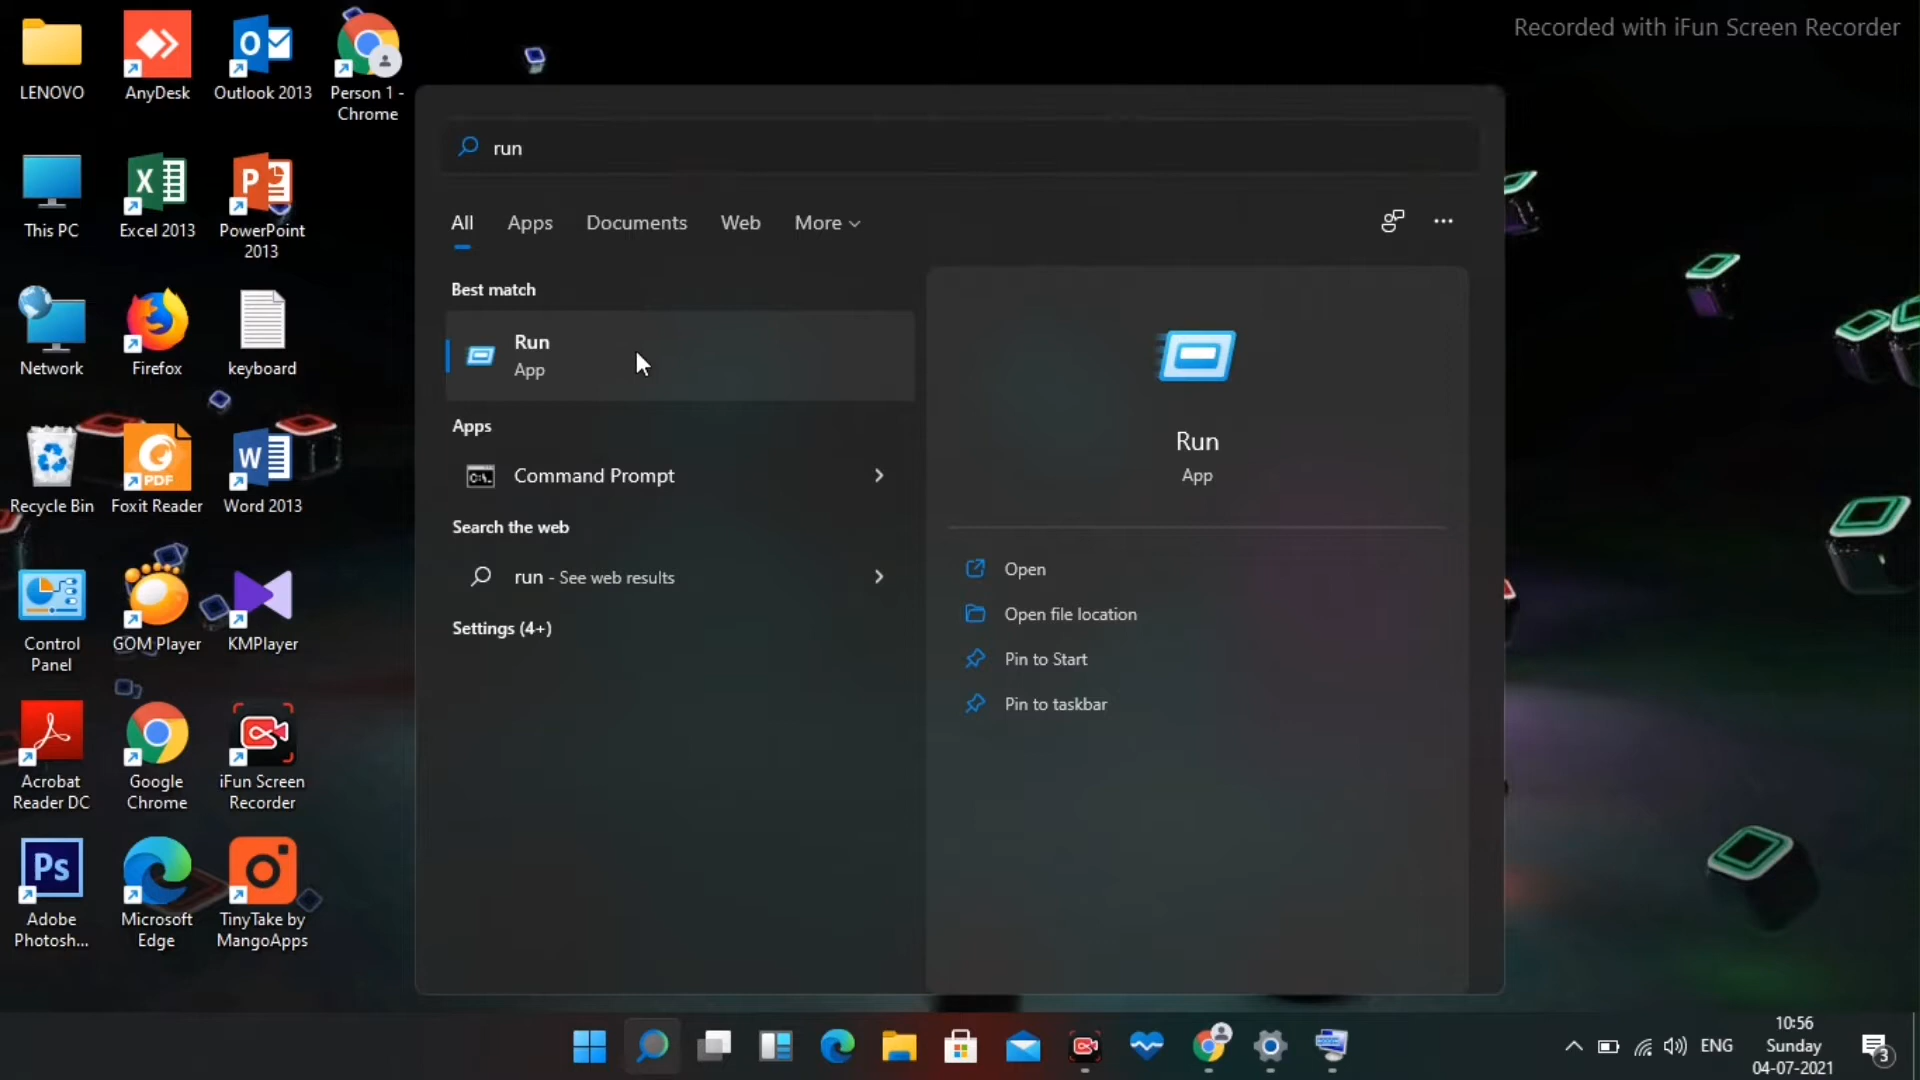 Recorded with iFun Screen Recorder
LENOVO
AnyDesk
Outlook 2013
Person 1 -
Chrome
This PC
Excel 2013
PowerPoint
2013
Network
Firefox
keyboard
Recycle Bin
Foxit Reader
Word 2013
Control
Panel
GOM Player
KMPlayer
Acrobat
Reader DC
Google
Chrome
iFun Screen
Recorder
Adobe
Photosh...
Microsoft
Edge
TinyTake by
MangoApps
run
All
Apps
Documents
Web
More
Best match
Run
App
Apps
Command Prompt
Search the web
run - See web results
Settings (4+)
Run
App
Open
Open file location
Pin to Start
Pin to taskbar
ENG
10:56
Sunday
04-07-2021
3